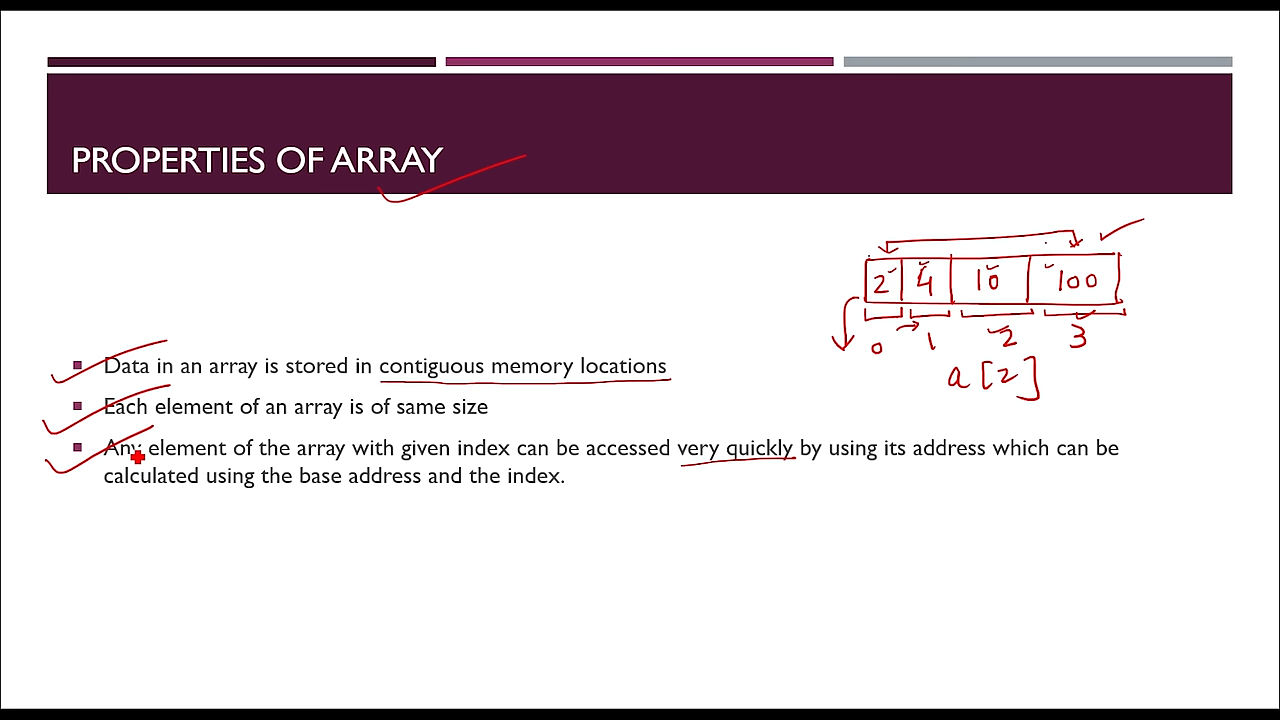 PROPERTIES OF ARRAY
2 4 10 100
0 1 2 3
a[2]
Data in an array is stored in contiguous memory locations
Each element of an array is of same size
Any element of the array with given index can be accessed very quickly by using its address which can be
calculated using the base address and the index.